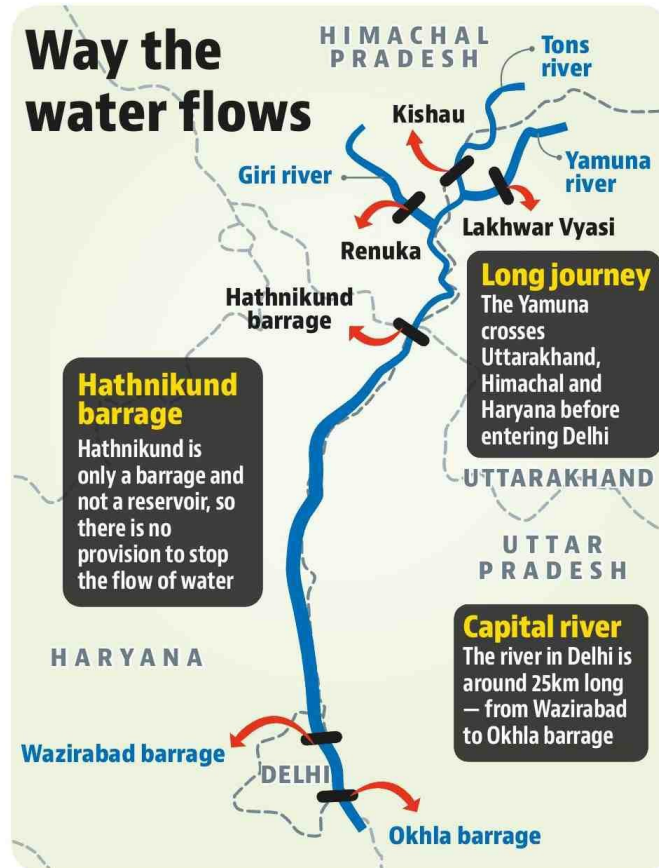 Way the
water flows
HIMACHAL
PRADESH
Tons
river
Kishau
Giri river
Yamuna
river
Renuka
Lakhwar Vyasi
Hathnikund
barrage
Long journey
The Yamuna
crosses
Uttarakhand,
Himachal and
Haryana before
entering Delhi
Hathnikund
barrage
Hathnikund is
only a barrage and
not a reservoir, so
there is no
provision to stop
the flow of water
UTTARAKHAND
UTTAR
PRADESH
Capital river
The river in Delhi is
around 25km long
— from Wazirabad
to Okhla barrage
HARYANA
Wazirabad barrage
DELHI
Okhla barrage